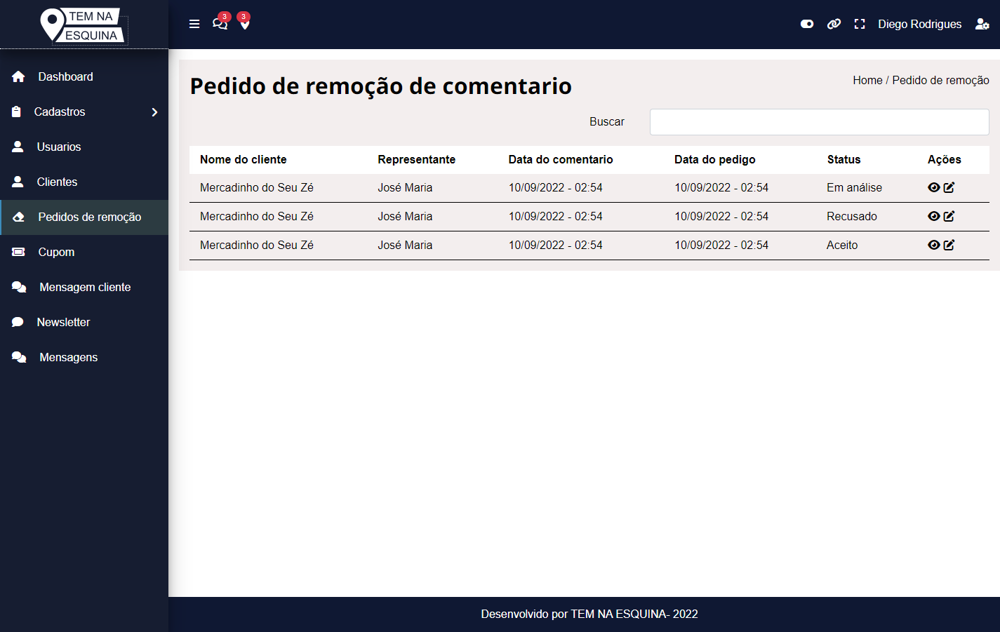 TEM NA
ESQUINA
3
3
Diego Rodrigues
Dashboard
Cadastros
Usuarios
Clientes
Pedidos de remoção
Cupom
Mensagem cliente
Newsletter
Mensagens
Pedido de remoção de comentario
Home / Pedido de remoção
Buscar
Nome do cliente Representante Data do comentario Data do pedigo Status Ações
Mercadinho do Seu Zé José Maria 10/09/2022 - 02:54 10/09/2022 - 02:54 Em análise
Mercadinho do Seu Zé José Maria 10/09/2022 - 02:54 10/09/2022 - 02:54 Recusado
Mercadinho do Seu Zé José Maria 10/09/2022 - 02:54 10/09/2022 - 02:54 Aceito
Desenvolvido por TEM NA ESQUINA- 2022